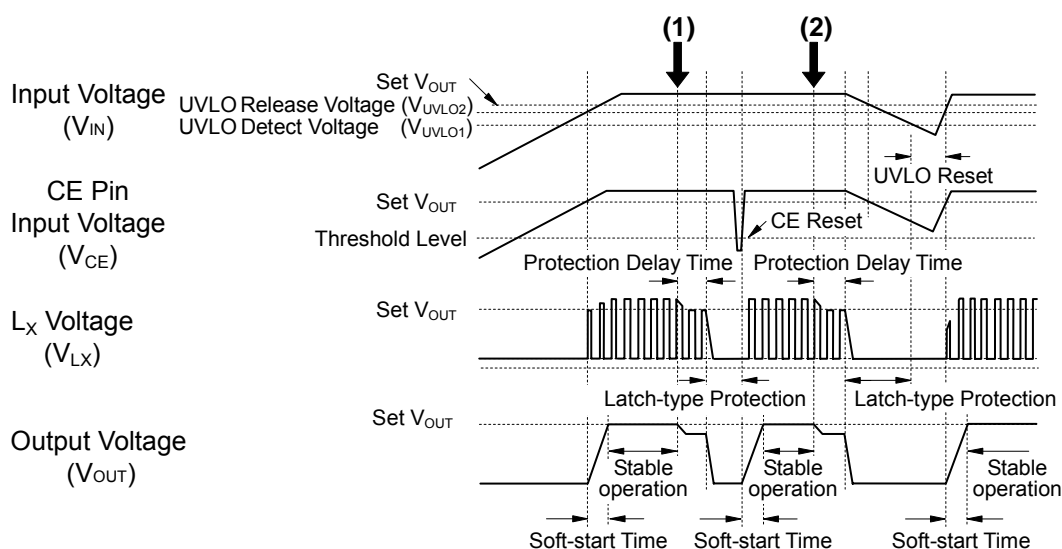 (1) (2)
Input Voltage
(VIN)
Set VOUT
UVLO Release Voltage (VUVLO2)
UVLO Detect Voltage (VUVLO1)
UVLO Reset
CE Pin
Input Voltage
(VCE)
Set VOUT
Threshold Level
CE Reset
Protection Delay Time Protection Delay Time
LX Voltage
(VLX)
Set VOUT
Latch-type Protection Latch-type Protection
Output Voltage
(VOUT)
Set VOUT
Stable operation
Stable operation
Stable operation
Soft-start Time Soft-start Time Soft-start Time